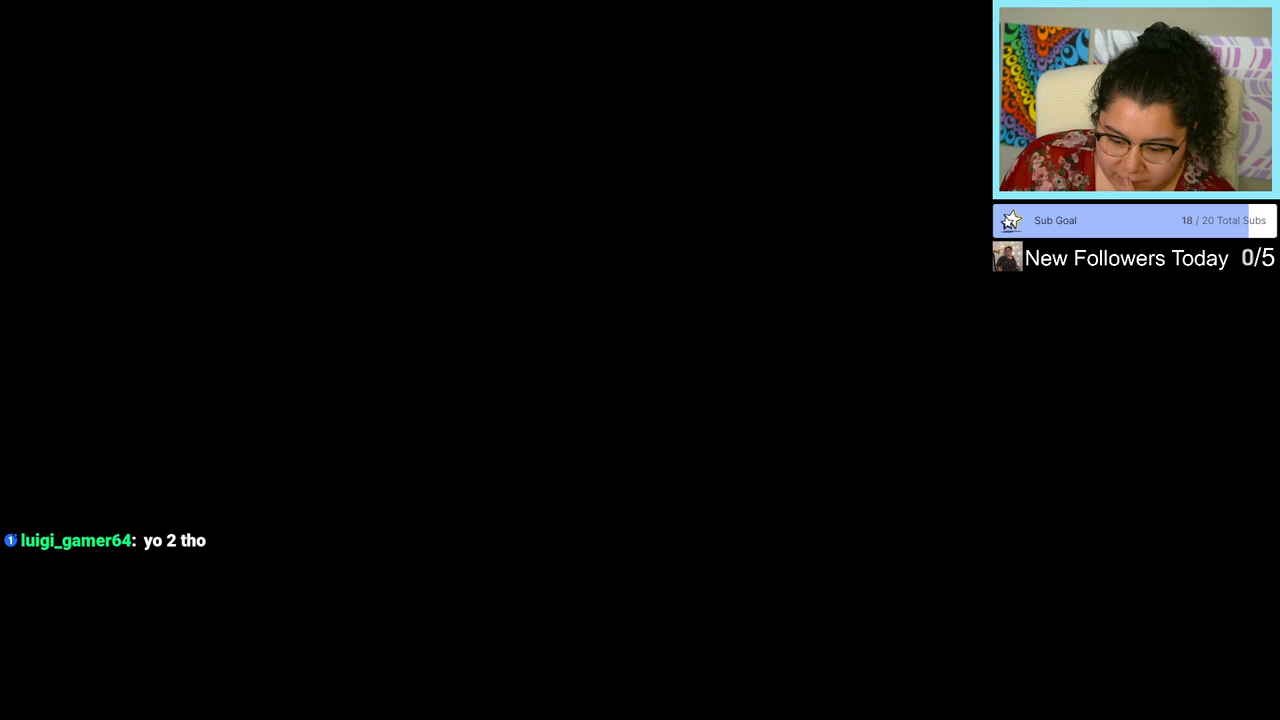 Sub Goal 18 / 20 Total Subs
New Followers Today 0/5
luigi_gamer64: yo 2 tho